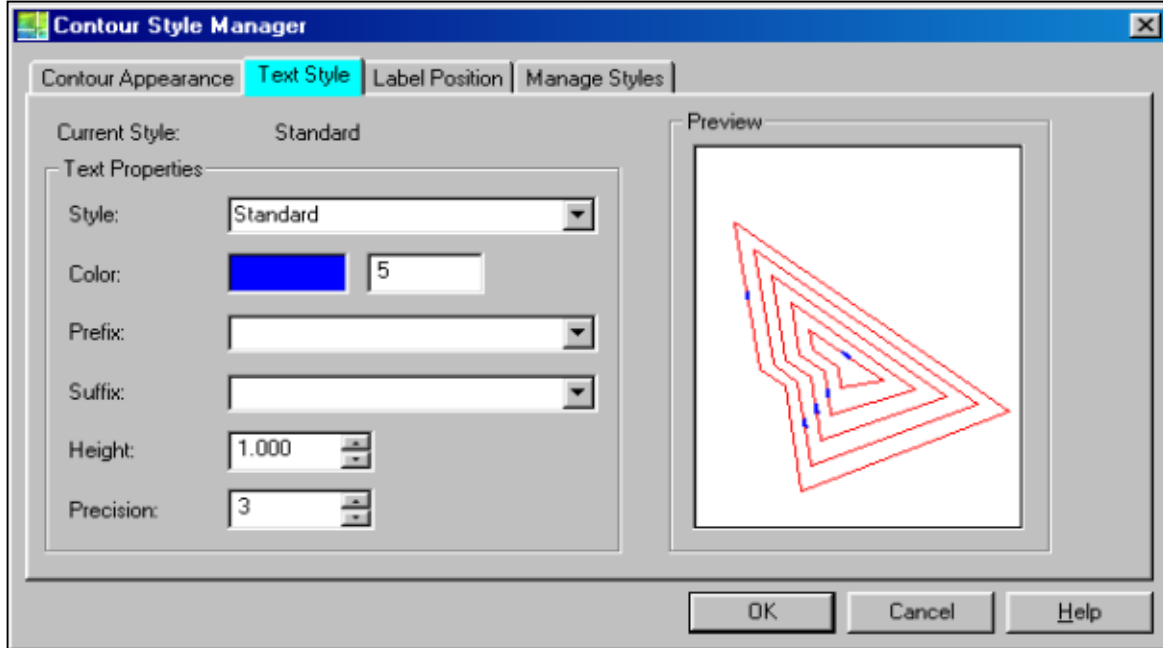 Contour Style Manager
Contour Appearance Text Style Label Position Manage Styles
Current Style: Standard
Preview
Text Properties
Style: Standard
Color: 5
Prefix:
Suffix:
Height: 1.000
Precision: 3
OK Cancel Help